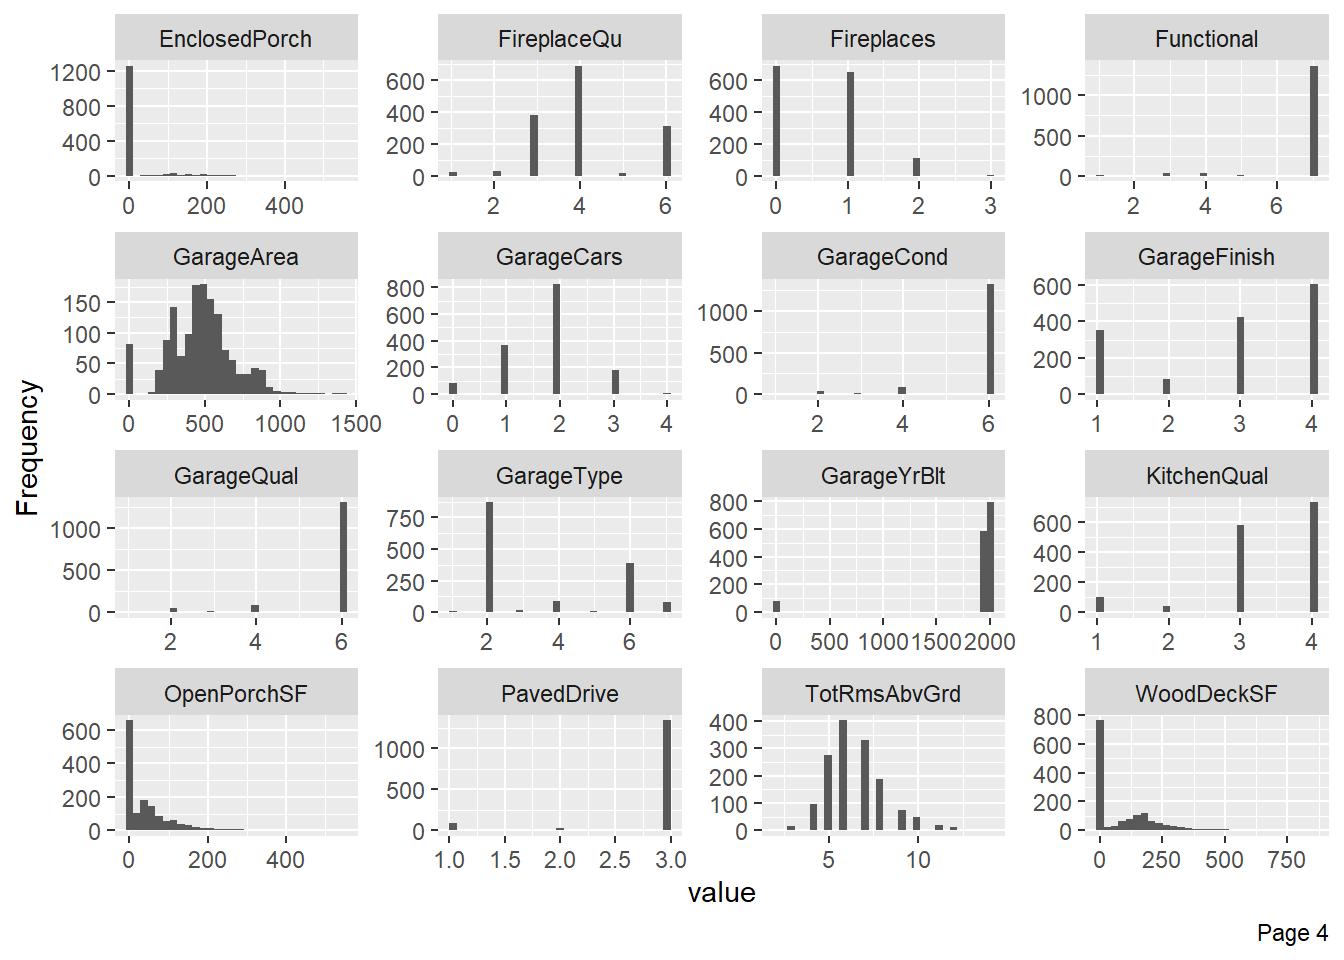 EnclosedPorch FireplaceQu Fireplaces Functional
1200
800
400
0
0 200 400
600
400
200
0
2 4 6
600
400
200
0
0 1 2 3
1000
500
0
2 4 6
GarageArea GarageCars GarageCond GarageFinish
150
100
50
0
0 500 1000 1500
800
600
400
200
0
0 1 2 3 4
1000
500
0
2 4 6
600
400
200
0
1 2 3 4
GarageQual GarageType GarageYrBlt KitchenQual
1000
500
0
2 4 6
750
500
250
0
2 4 6
800
600
400
200
0
0 500 1000 1500 2000
600
400
200
0
1 2 3 4
OpenPorchSF PavedDrive TotRmsAbvGrd WoodDeckSF
600
400
200
0
0 200 400
1000
500
0
1.0 1.5 2.0 2.5 3.0
400
300
200
100
0
5 10
800
600
400
200
0
0 250 500 750
Frequency
value
Page 4